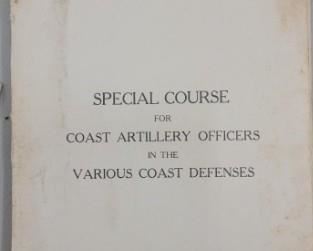 SPECIAL COURSE
FOR
COAST ARTILLERY OFFICERS
IN THE
VARIOUS COAST DEFENSES